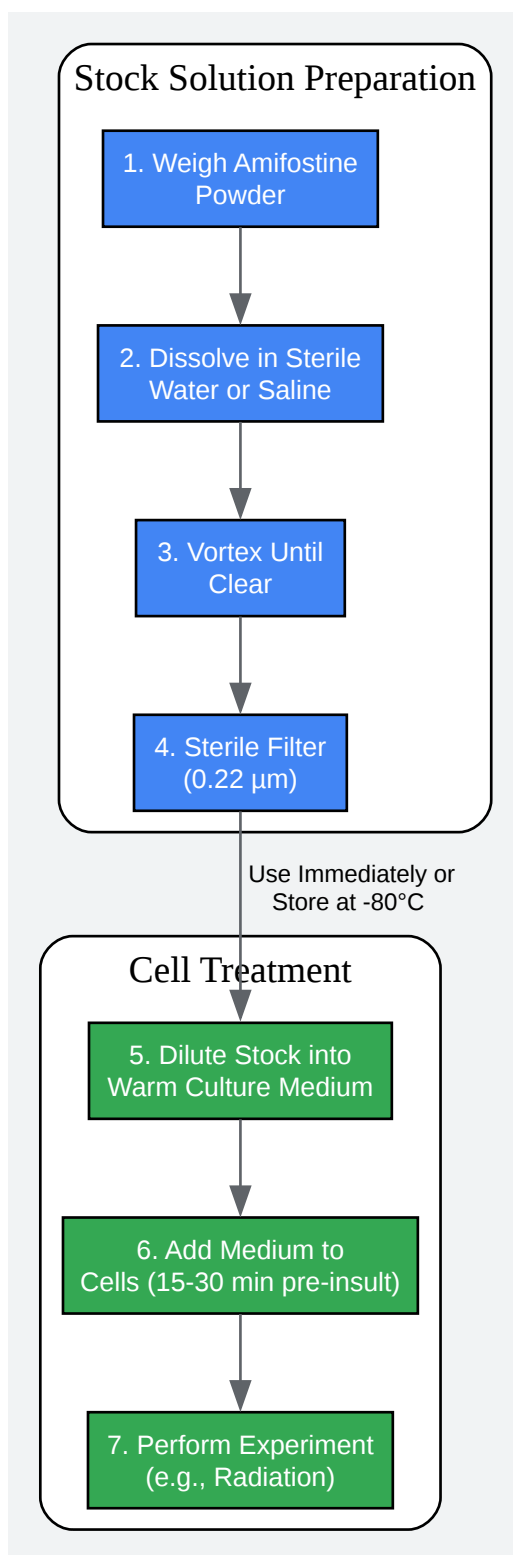 Stock Solution Preparation
1. Weigh Amifostine
Powder
2. Dissolve in Sterile
Water or Saline
3. Vortex Until
Clear
4. Sterile Filter
(0.22 µm)
Use Immediately or
Store at -80°C
Cell Treatment
5. Dilute Stock into
Warm Culture Medium
6. Add Medium to
Cells (15-30 min pre-insult)
7. Perform Experiment
(e.g., Radiation)